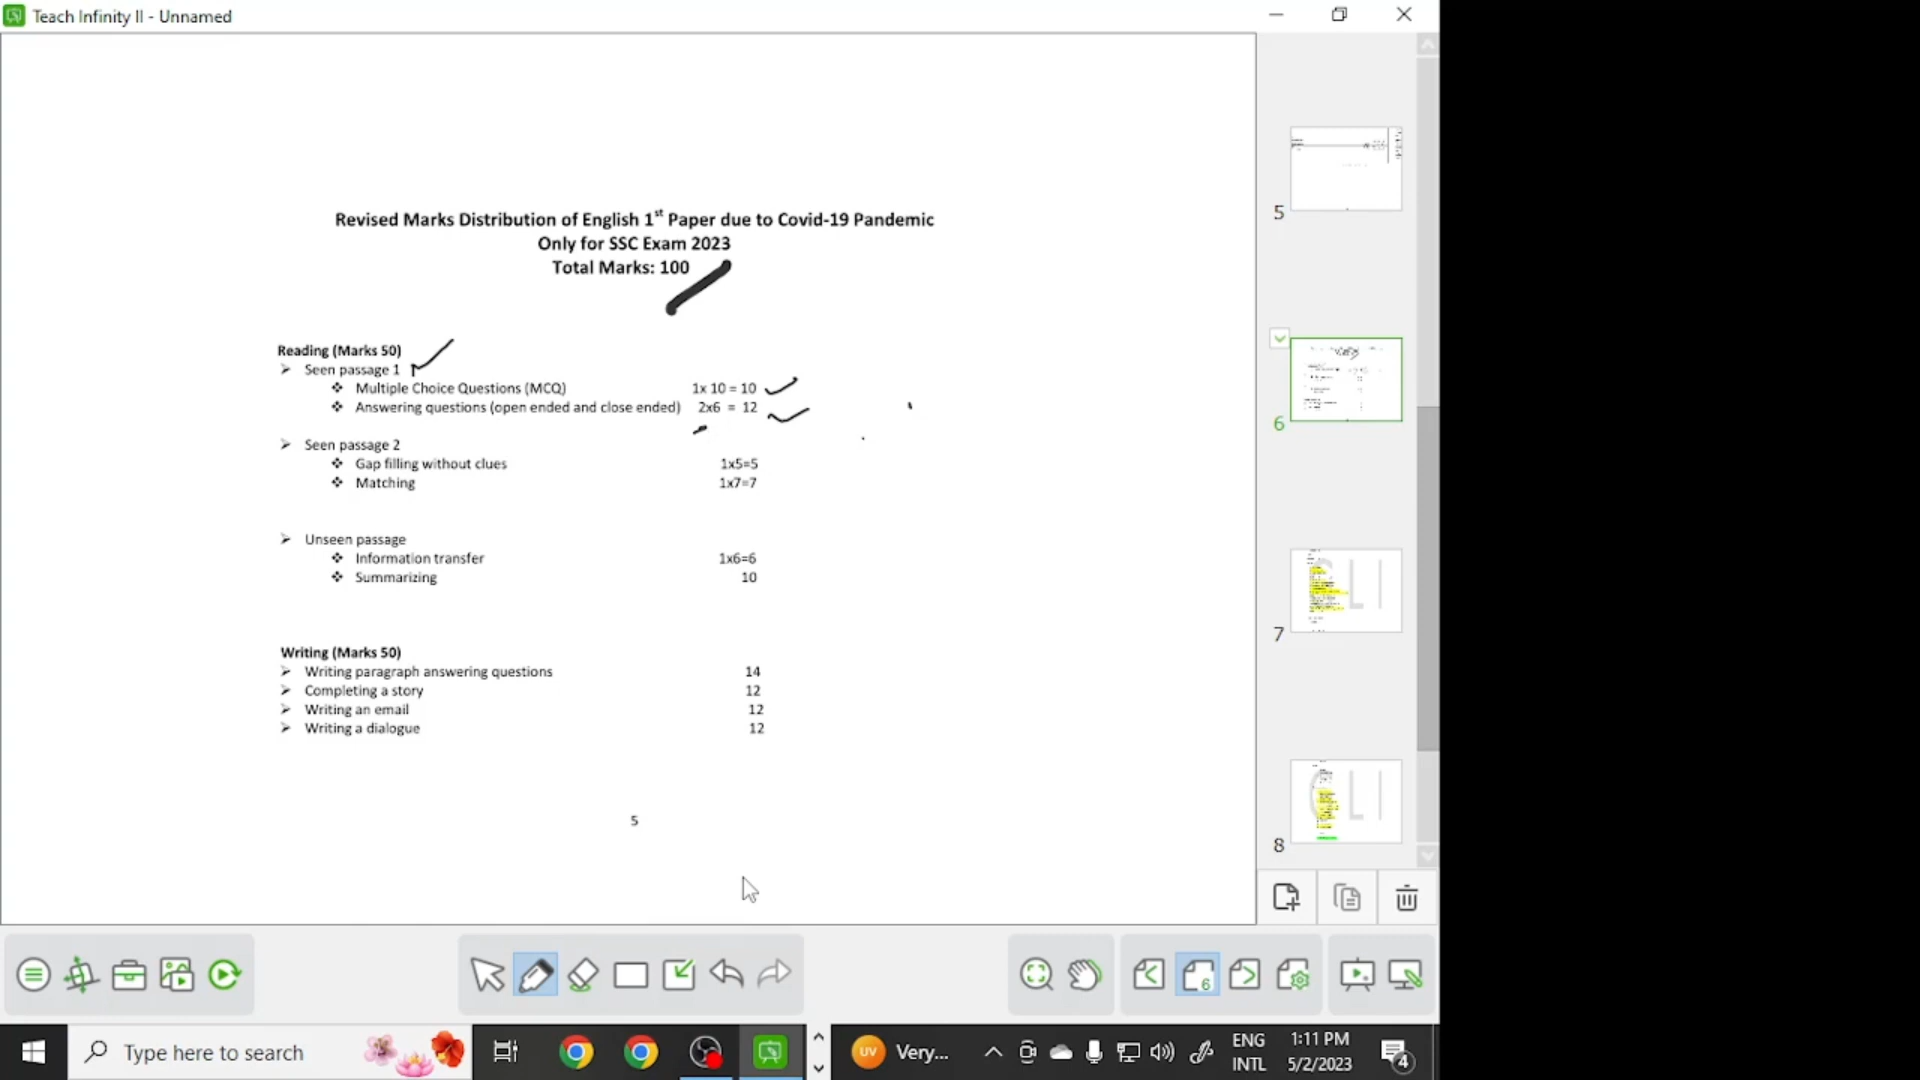 Teach Infinity II - Unnamed
Revised Marks Distribution of English 1st Paper due to Covid-19 Pandemic
Only for SSC Exam 2023
Total Marks: 100
Reading (Marks 50)
➢ Seen passage 1
❖ Multiple Choice Questions (MCQ) 1x 10 = 10
❖ Answering questions (open ended and close ended) 2x6 = 12
➢ Seen passage 2
❖ Gap filling without clues 1x5=5
❖ Matching 1x7=7
➢ Unseen passage
❖ Information transfer 1x6=6
❖ Summarizing 10
Writing (Marks 50)
➢ Writing paragraph answering questions 14
➢ Completing a story 12
➢ Writing an email 12
➢ Writing a dialogue 12
5
5
6
7
8
6
Type here to search
UV Very...
ENG
INTL
1:11 PM
5/2/2023
4